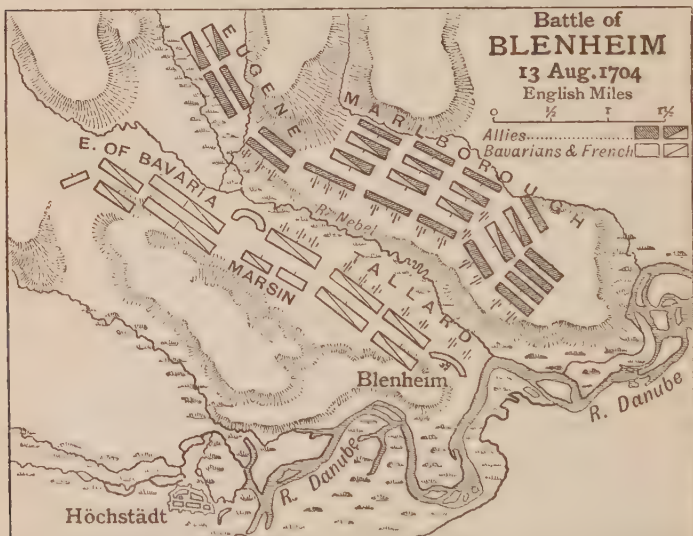 Battle of
BLENHEIM
13 Aug. 1704
English Miles
0 ½ 1 1½
Allies
Bavarians & French
EUGENE
MARLBOROUGH
E. OF BAVARIA
R. Nebel
MARSIN
TALLARD
Blenheim
R. Danube
R. Danube
Höchstädt